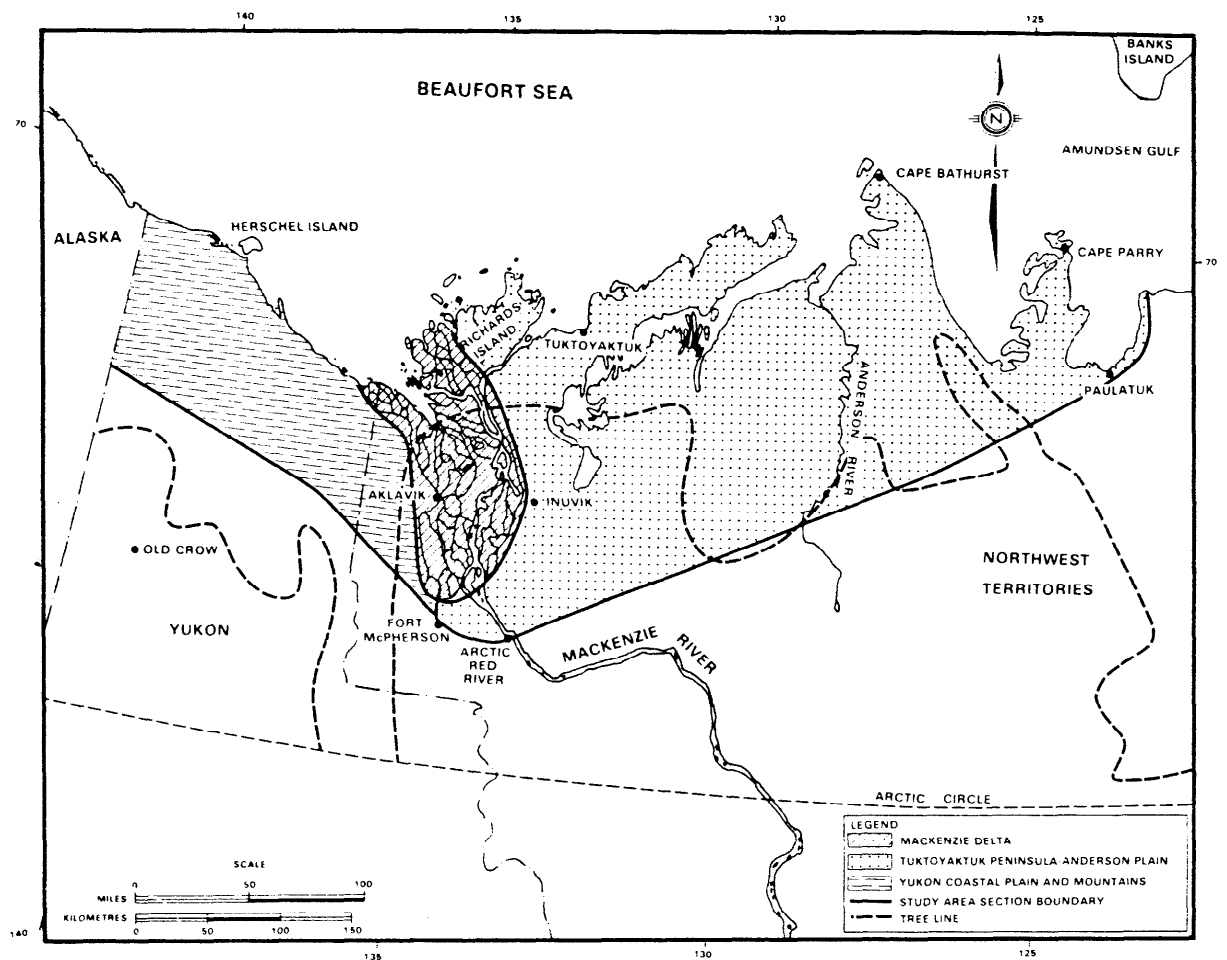 140
135
130
125
BANKS
ISLAND
BEAUFORT SEA
70
N
AMUNDSEN GULF
CAPE BATHURST
ALASKA
HERSCHEL ISLAND
CAPE PARRY
70
RICHARDS
ISLAND
TUKTOYAKTUK
ANDERSON RIVER
PAULATUK
AKLAVIK
INUVIK
OLD CROW
NORTHWEST
TERRITORIES
YUKON
FORT
McPHERSON
ARCTIC
RED
RIVER
MACKENZIE RIVER
ARCTIC CIRCLE
LEGEND
MACKENZIE DELTA
TUKTOYAKTUK PENINSULA-ANDERSON PLAIN
YUKON COASTAL PLAIN AND MOUNTAINS
STUDY AREA SECTION BOUNDARY
TREE LINE
SCALE
0 50 100
MILES
KILOMETRES
0 50 100 150
140
135
130
125